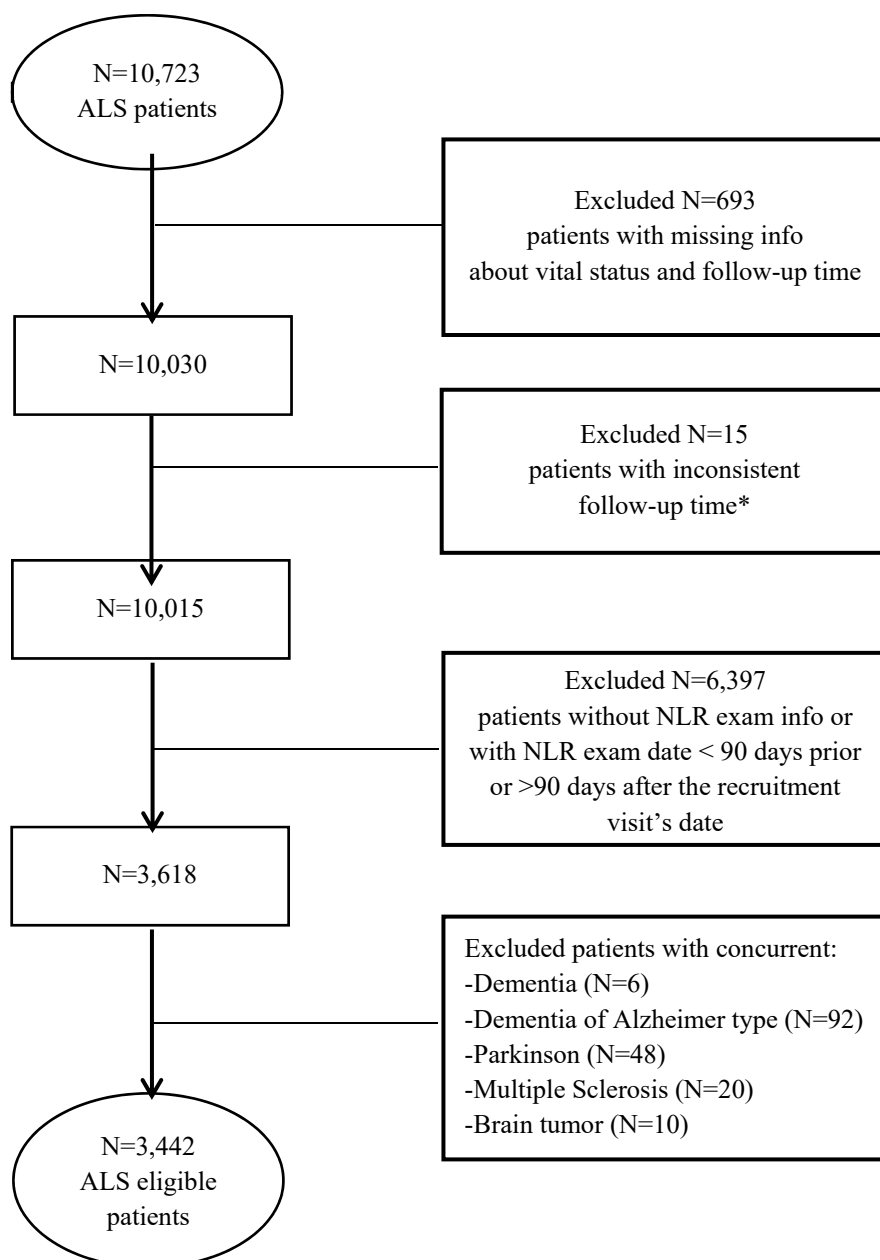 N=10,723
ALS patients
Excluded N=693
patients with missing info
about vital status and follow-up time
N=10,030
Excluded N=15
patients with inconsistent
follow-up time*
N=10,015
Excluded N=6,397
patients without NLR exam info or
with NLR exam date < 90 days prior
or >90 days after the recruitment
visit's date
N=3,618
Excluded patients with concurrent:
-Dementia (N=6)
-Dementia of Alzheimer type (N=92)
-Parkinson (N=48)
-Multiple Sclerosis (N=20)
-Brain tumor (N=10)
N=3,442
ALS eligible
patients